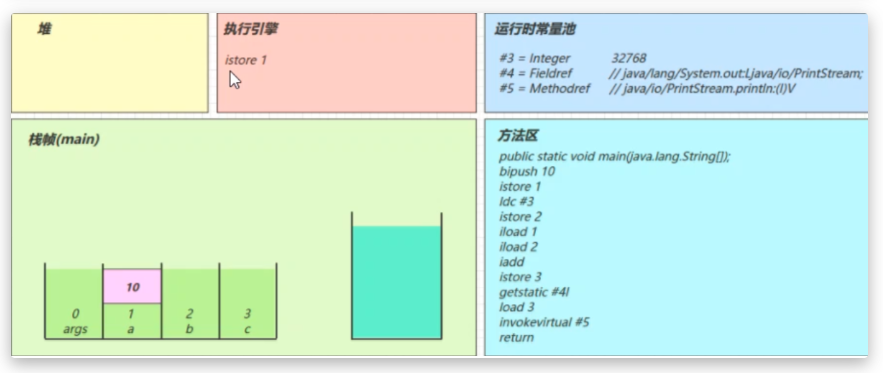 堆
执行引擎
istore 1
运行时常量池
#3 = Integer 32768
#4 = Fieldref // java/lang/System.out:Ljava/io/PrintStream;
#5 = Methodref // java/io/PrintStream.println:(I)V
栈帧(main)
10
0 1 2 3
args a b c
方法区
public static void main(java.lang.String[]);
bipush 10
istore 1
ldc #3
istore 2
iload 1
iload 2
iadd
istore 3
getstatic #4l
load 3
invokevirtual #5
return